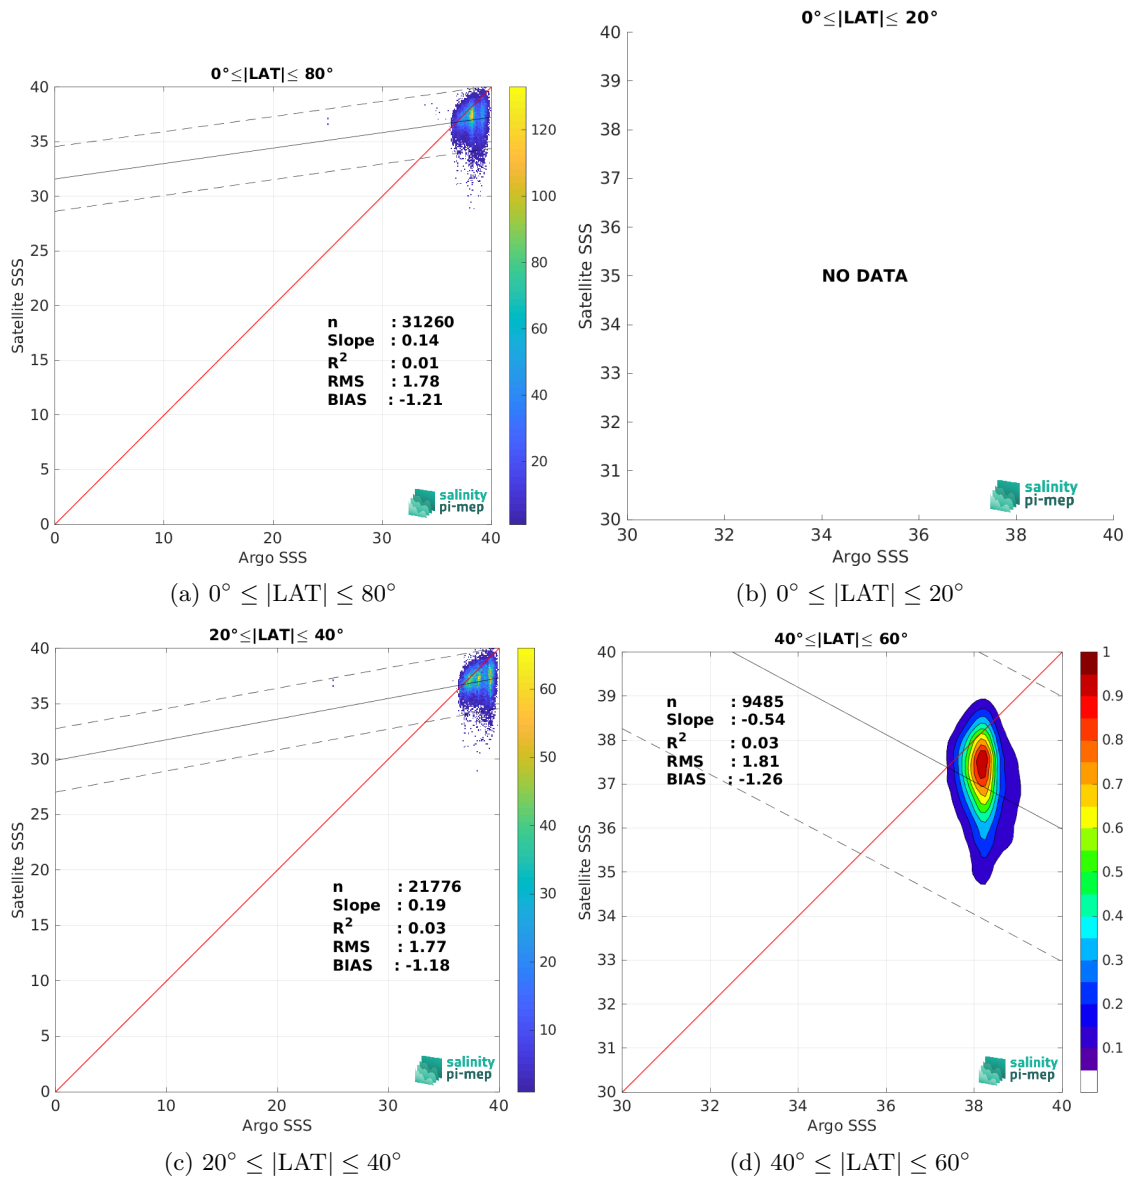 0°≤|LAT|≤ 80°
40
35
30
25
20
15
10
5
0
Satellite SSS
n : 31260
Slope : 0.14
R² : 0.01
RMS : 1.78
BIAS : -1.21
salinity
pi-mep
0 10 20 30 40
Argo SSS
120
100
80
60
40
20
(a) 0° ≤ |LAT| ≤ 80°
0°≤|LAT|≤ 20°
40
39
38
37
36
35
34
33
32
31
30
Satellite SSS
NO DATA
salinity
pi-mep
30 32 34 36 38 40
Argo SSS
(b) 0° ≤ |LAT| ≤ 20°
20°≤|LAT|≤ 40°
40
35
30
25
20
15
10
5
0
Satellite SSS
n : 21776
Slope : 0.19
R² : 0.03
RMS : 1.77
BIAS : -1.18
salinity
pi-mep
0 10 20 30 40
Argo SSS
60
50
40
30
20
10
(c) 20° ≤ |LAT| ≤ 40°
40°≤|LAT|≤ 60°
40
39
38
37
36
35
34
33
32
31
30
Satellite SSS
n : 9485
Slope : -0.54
R² : 0.03
RMS : 1.81
BIAS : -1.26
salinity
pi-mep
30 32 34 36 38 40
Argo SSS
1
0.9
0.8
0.7
0.6
0.5
0.4
0.3
0.2
0.1
(d) 40° ≤ |LAT| ≤ 60°